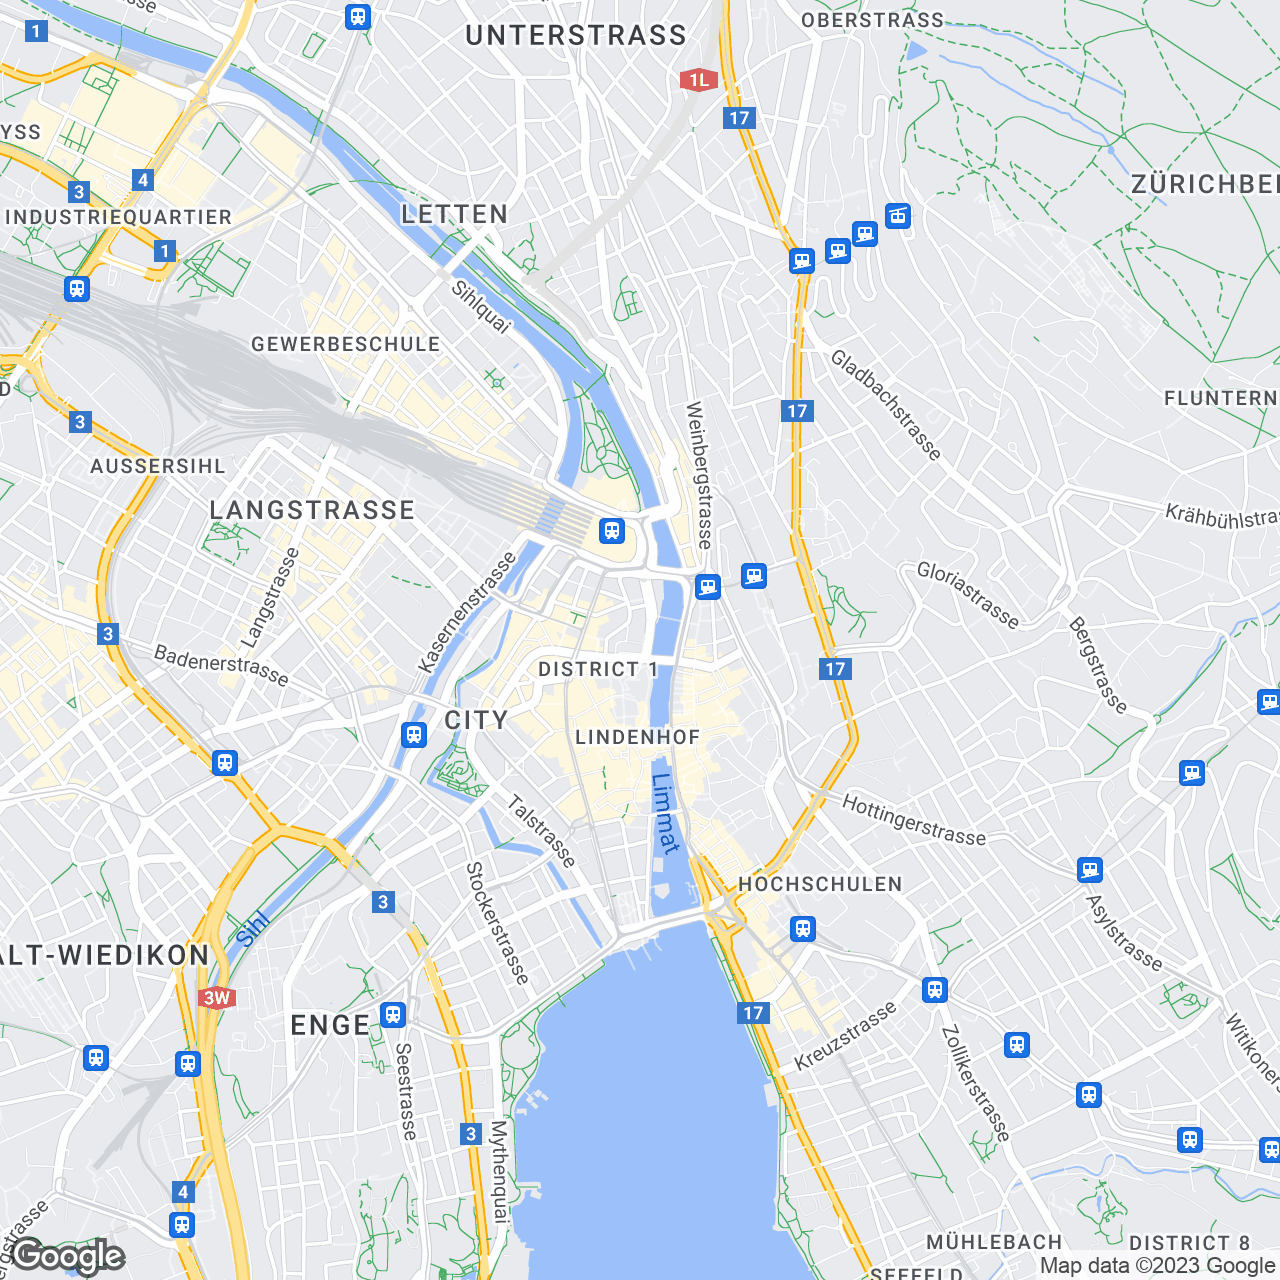 OBERSTRASS
1
UNTERSTRASS
1L
17
YSS
4
3
ZÜRICHBE
INDUSTRIEQUARTIER
LETTEN
1
Sihlquai
GEWERBESCHULE
Gladbachstrasse
D
FLUNTERN
17
3
Weinbergstrasse
AUSSERSIHL
LANGSTRASSE
Krähbühlstras
Langstrasse
Kasernenstrasse
Gloriastrasse
3
Badenerstrasse
DISTRICT 1
17
Bergstrasse
CITY
LINDENHOF
Limmat
Talstrasse
Hottingerstrasse
Stockerstrasse
HOCHSCHULEN
3
Sihl
Asylstrasse
ALT-WIEDIKON
3W
17
ENGE
Kreuzstrasse
Zollikerstrasse
Witikoners
Seestrasse
3
Mythenquai
4
ergstrasse
MÜHLEBACH
DISTRICT 8
Google
Map data ©2023 Google
SEEFELD